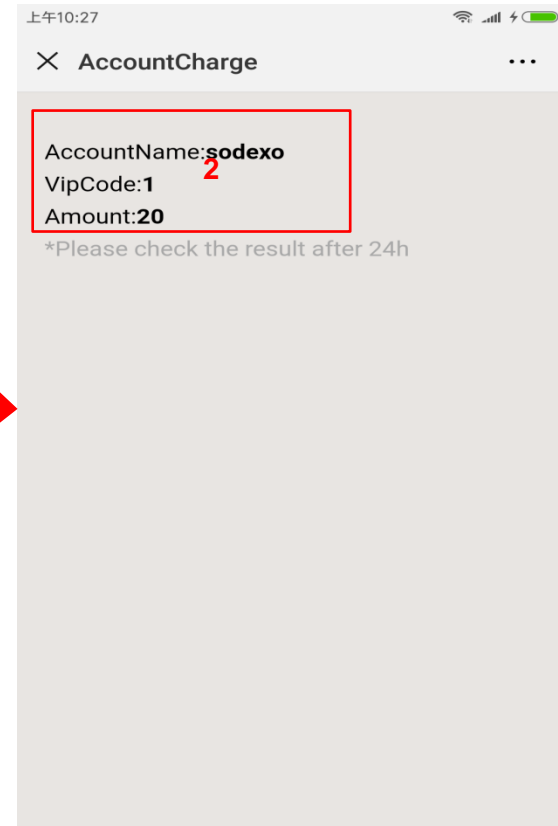 上午10:27
AccountCharge
AccountName:sodexo
2
VipCode:1
Amount:20
*Please check the result after 24h